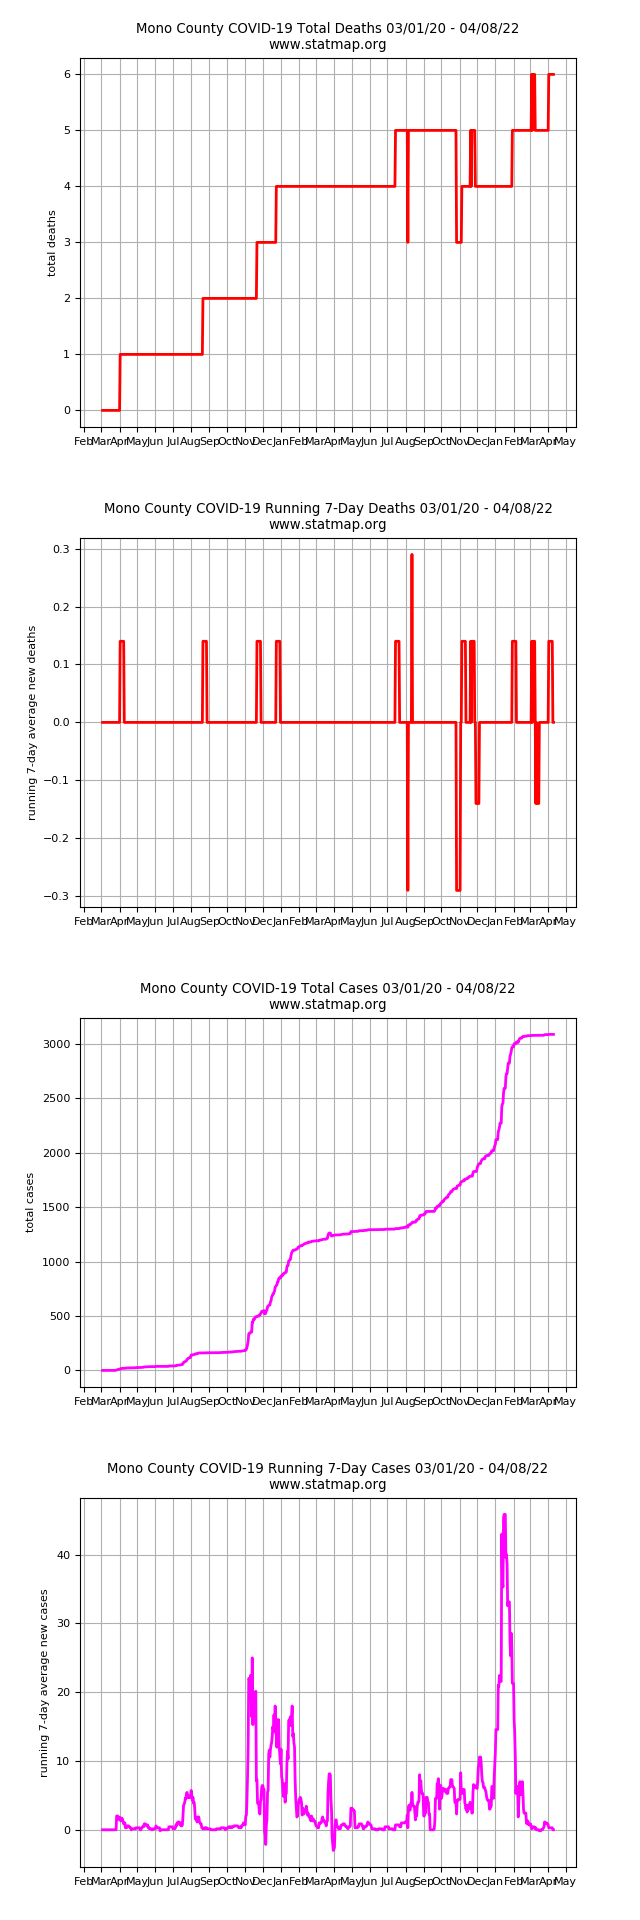 Mono County COVID-19 Total Deaths 03/01/20 - 04/08/22
www.statmap.org
6
5
4
3
2
1
0
total deaths
Feb Mar Apr May Jun Jul Aug Sep Oct Nov Dec Jan Feb Mar Apr May Jun Jul Aug Sep Oct Nov Dec Jan Feb Mar Apr May
Mono County COVID-19 Running 7-Day Deaths 03/01/20 - 04/08/22
www.statmap.org
0.3
0.2
0.1
0.0
−0.1
−0.2
−0.3
running 7-day average new deaths
Feb Mar Apr May Jun Jul Aug Sep Oct Nov Dec Jan Feb Mar Apr May Jun Jul Aug Sep Oct Nov Dec Jan Feb Mar Apr May
Mono County COVID-19 Total Cases 03/01/20 - 04/08/22
www.statmap.org
3000
2500
2000
1500
1000
500
0
total cases
Feb Mar Apr May Jun Jul Aug Sep Oct Nov Dec Jan Feb Mar Apr May Jun Jul Aug Sep Oct Nov Dec Jan Feb Mar Apr May
Mono County COVID-19 Running 7-Day Cases 03/01/20 - 04/08/22
www.statmap.org
40
30
20
10
0
running 7-day average new cases
Feb Mar Apr May Jun Jul Aug Sep Oct Nov Dec Jan Feb Mar Apr May Jun Jul Aug Sep Oct Nov Dec Jan Feb Mar Apr May